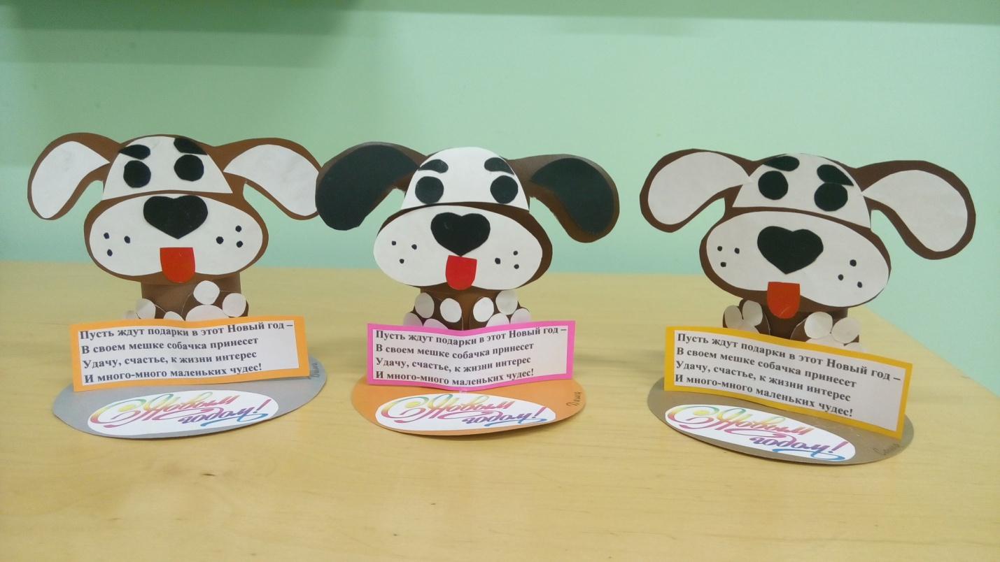 Пусть ждут подарки в этот Новый год –
В своем мешке собачка принесет
Удачу, счастье, к жизни интерес
И много-много маленьких чудес!
С Новым
годом!
Пусть ждут подарки в этот Новый год –
В своем мешке собачка принесет
Удачу, счастье, к жизни интерес
И много-много маленьких чудес!
С Новым
годом!
Даша
Пусть ждут подарки в этот Новый год –
В своем мешке собачка принесет
Удачу, счастье, к жизни интерес
И много-много маленьких чудес!
С Новым
годом!